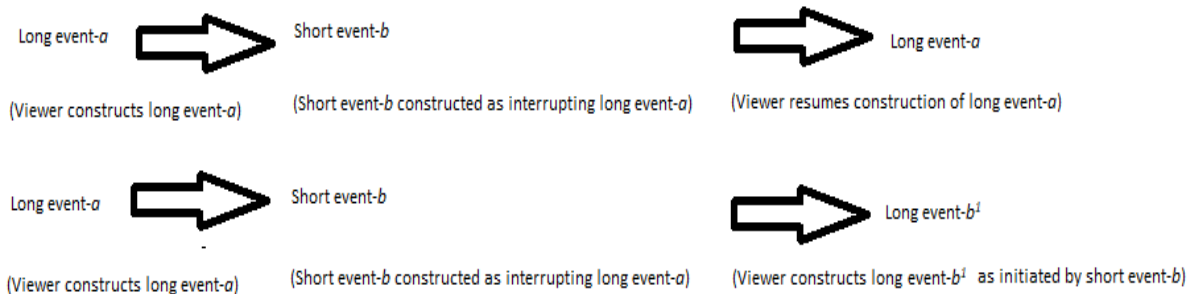 Long event-a Short event-b Long event-a
(Viewer constructs long event-a) (Short event-b constructed as interrupting long event-a) (Viewer resumes construction of long event-a)
Long event-a Short event-b Long event-b¹
(Viewer constructs long event-a) (Short event-b constructed as interrupting long event-a) (Viewer constructs long event-b¹ as initiated by short event-b)